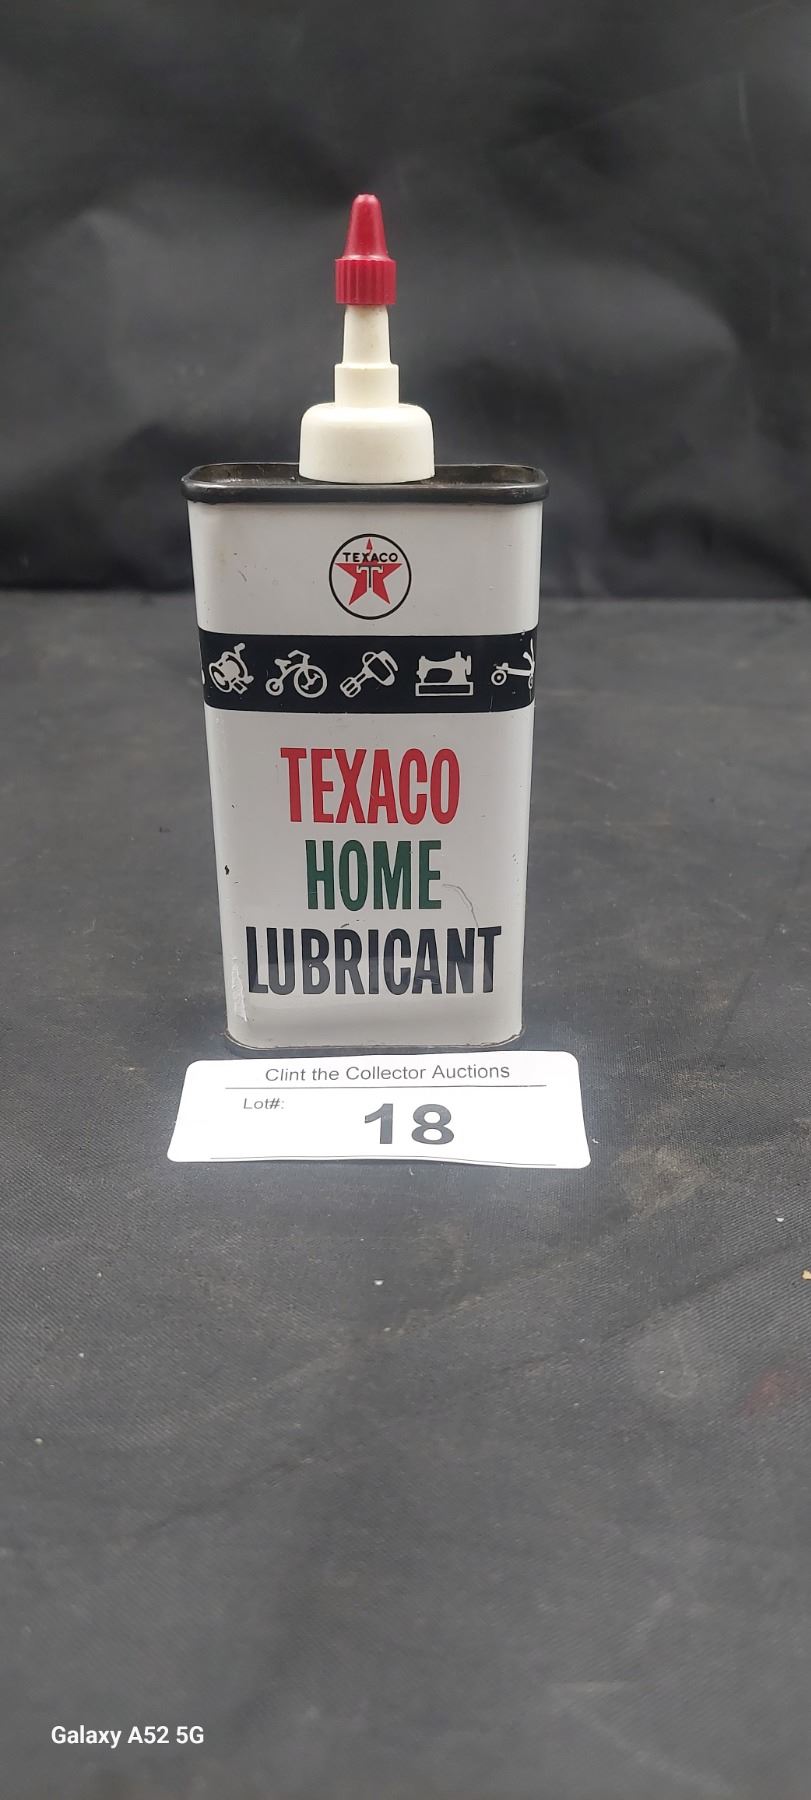 TEXACO
T
TEXACO
HOME
LUBRICANT
Clint the Collector Auctions
Lot#:
18
Galaxy A52 5G